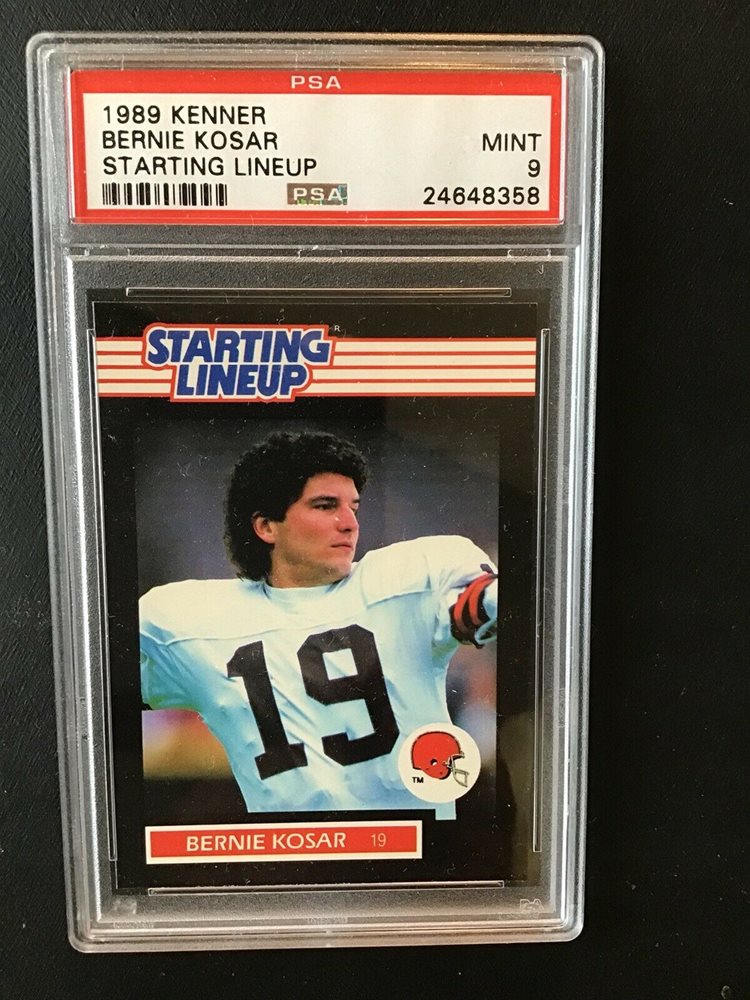 PSA
1989 KENNER
BERNIE KOSAR MINT
STARTING LINEUP 9
PSA 24648358
STARTING
LINEUP
R
19
TM
BERNIE KOSAR 19